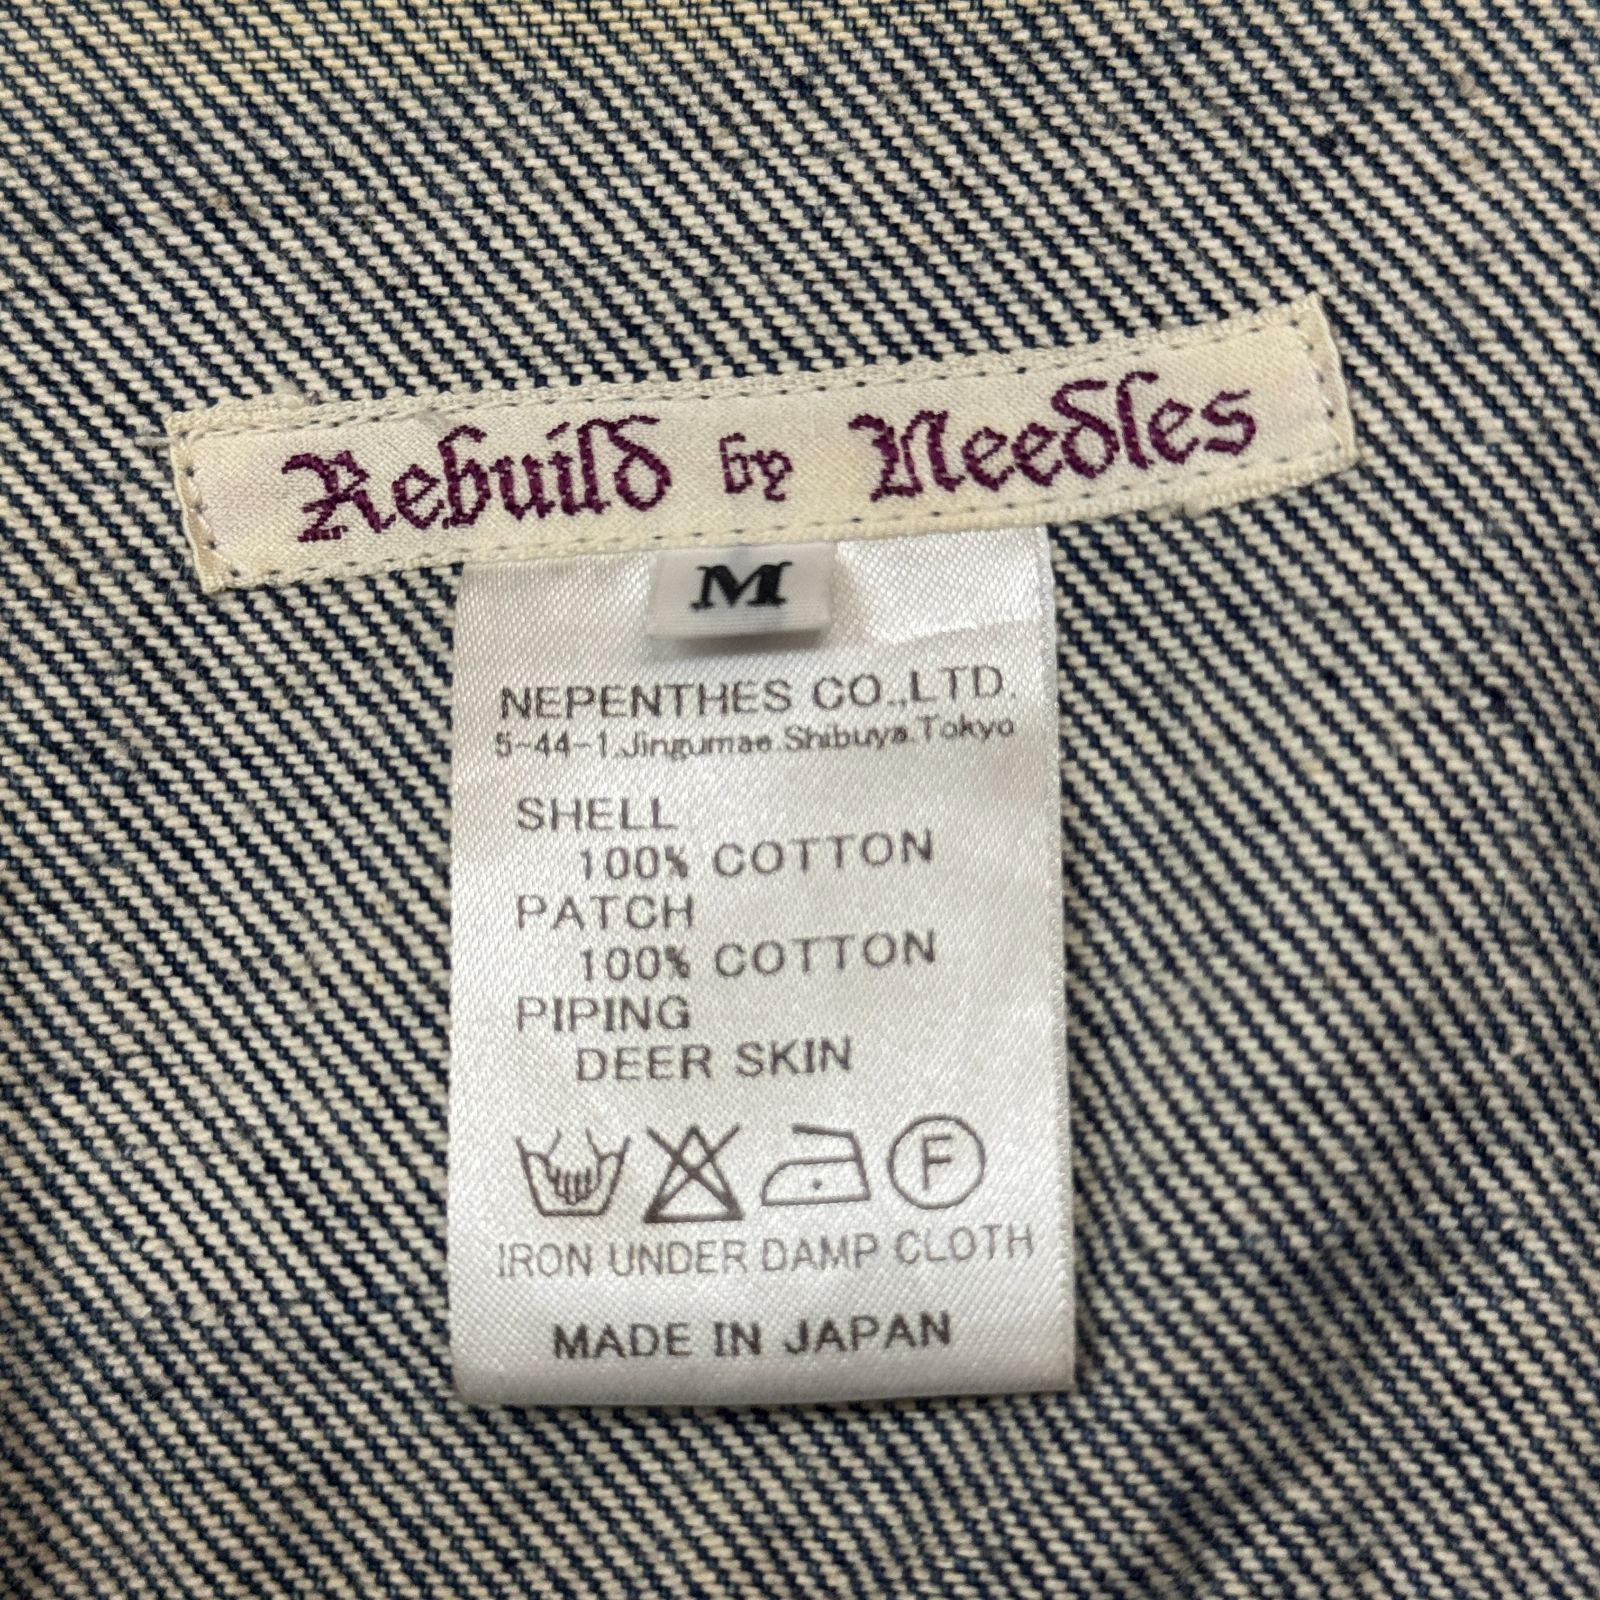 Rebuild by Needles
M
NEPENTHES CO.,LTD.
5-44-1.Jingumae.Shibuya.Tokyo
SHELL
100% COTTON
PATCH
100% COTTON
PIPING
DEER SKIN
F
IRON UNDER DAMP CLOTH
MADE IN JAPAN